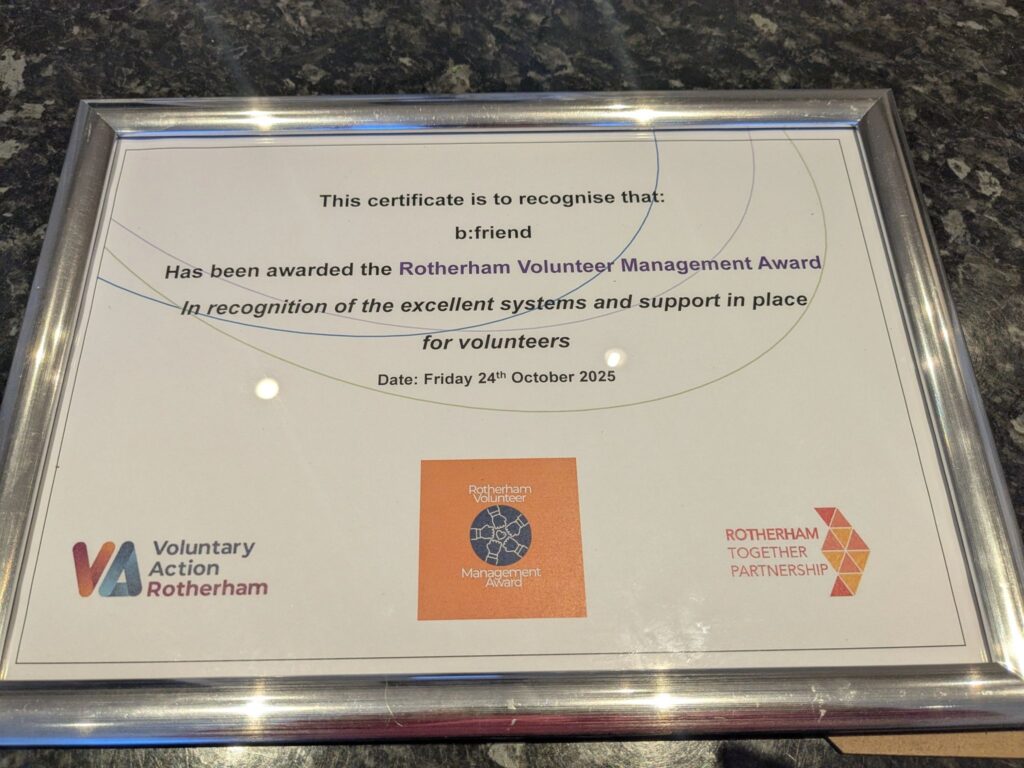 This certificate is to recognise that:
b:friend
Has been awarded the Rotherham Volunteer Management Award
In recognition of the excellent systems and support in place
for volunteers
Date: Friday 24th October 2025
VA
Voluntary
Action
Rotherham
Rotherham
Volunteer
Management
Award
ROTHERHAM
TOGETHER
PARTNERSHIP